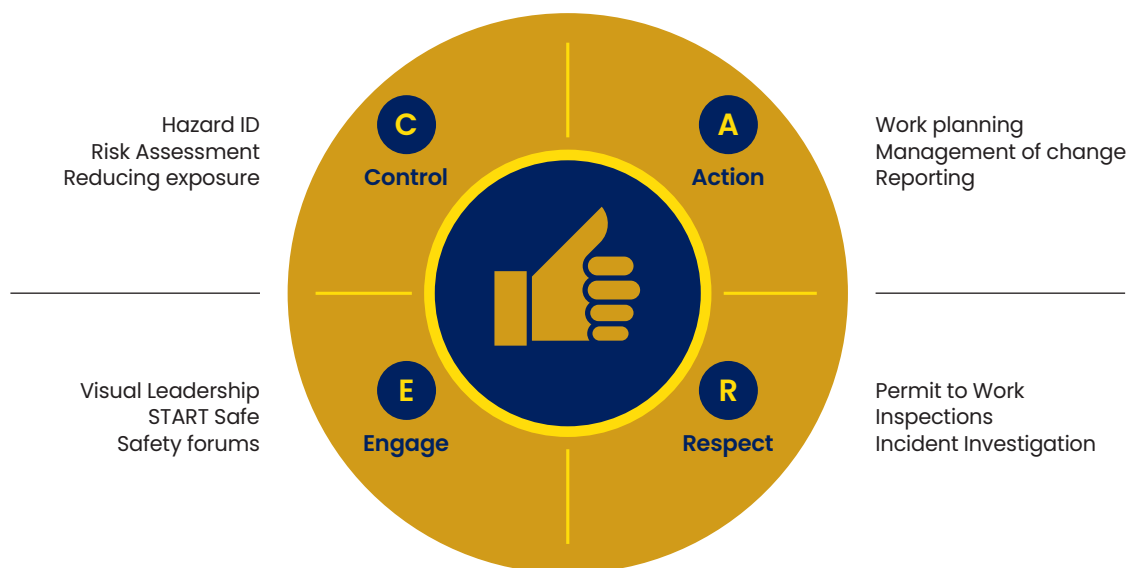 Hazard ID
Risk Assessment
Reducing exposure
C
Control
A
Action
Work planning
Management of change
Reporting
Visual Leadership
START Safe
Safety forums
E
Engage
R
Respect
Permit to Work
Inspections
Incident Investigation